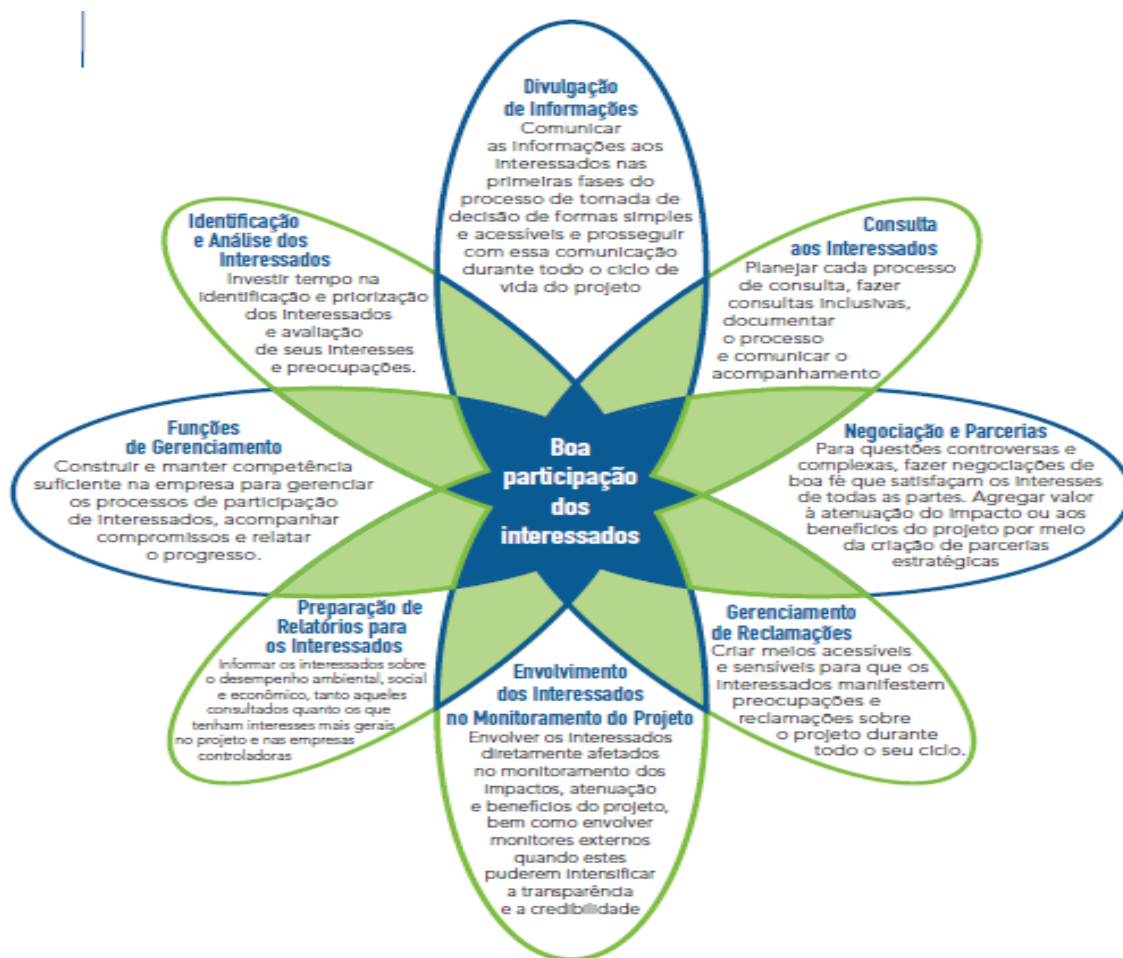 Divulgação
de Informações
Comunicar
as informações aos
interessados nas
primeiras fases do
processo de tomada de
decisão de formas simples
e acessíveis e prosseguir
com essa comunicação
durante todo o ciclo de
vida do projeto
Consulta
aos Interessados
Planejar cada processo
de consulta, fazer
consultas inclusivas,
documentar
o processo
e comunicar o
acompanhamento
Negociação e Parcerias
Para questões controversas e
complexas, fazer negociações de
boa fé que satisfaçam os interesses
de todas as partes. Agregar valor
à atenuação do impacto ou aos
benefícios do projeto por meio
da criação de parcerias
estratégicas
Gerenciamento
de Reclamações
Criar meios acessíveis
e sensíveis para que os
interessados manifestem
preocupações e
reclamações sobre
o projeto durante
todo o seu ciclo.
Envolvimento
dos Interessados
no Monitoramento do Projeto
Envolver os interessados
diretamente afetados
no monitoramento dos
impactos, atenuação
e benefícios do projeto,
bem como envolver
monitores externos
quando estes
puderem intensificar
a transparência
e a credibilidade
Preparação de
Relatórios para
os Interessados
Informar os interessados sobre
o desempenho ambiental, social
e econômico, tanto aqueles
consultados quanto os que
tenham interesses mais gerais
no projeto e nas empresas
controladoras
Funções
de Gerenciamento
Construir e manter competência
suficiente na empresa para gerenciar
os processos de participação
de interessados, acompanhar
compromissos e relatar
o progresso.
Identificação
e Análise dos
Interessados
Investir tempo na
identificação e priorização
dos interessados
e avaliação
de seus interesses
e preocupações.
Boa
participação
dos
interessados